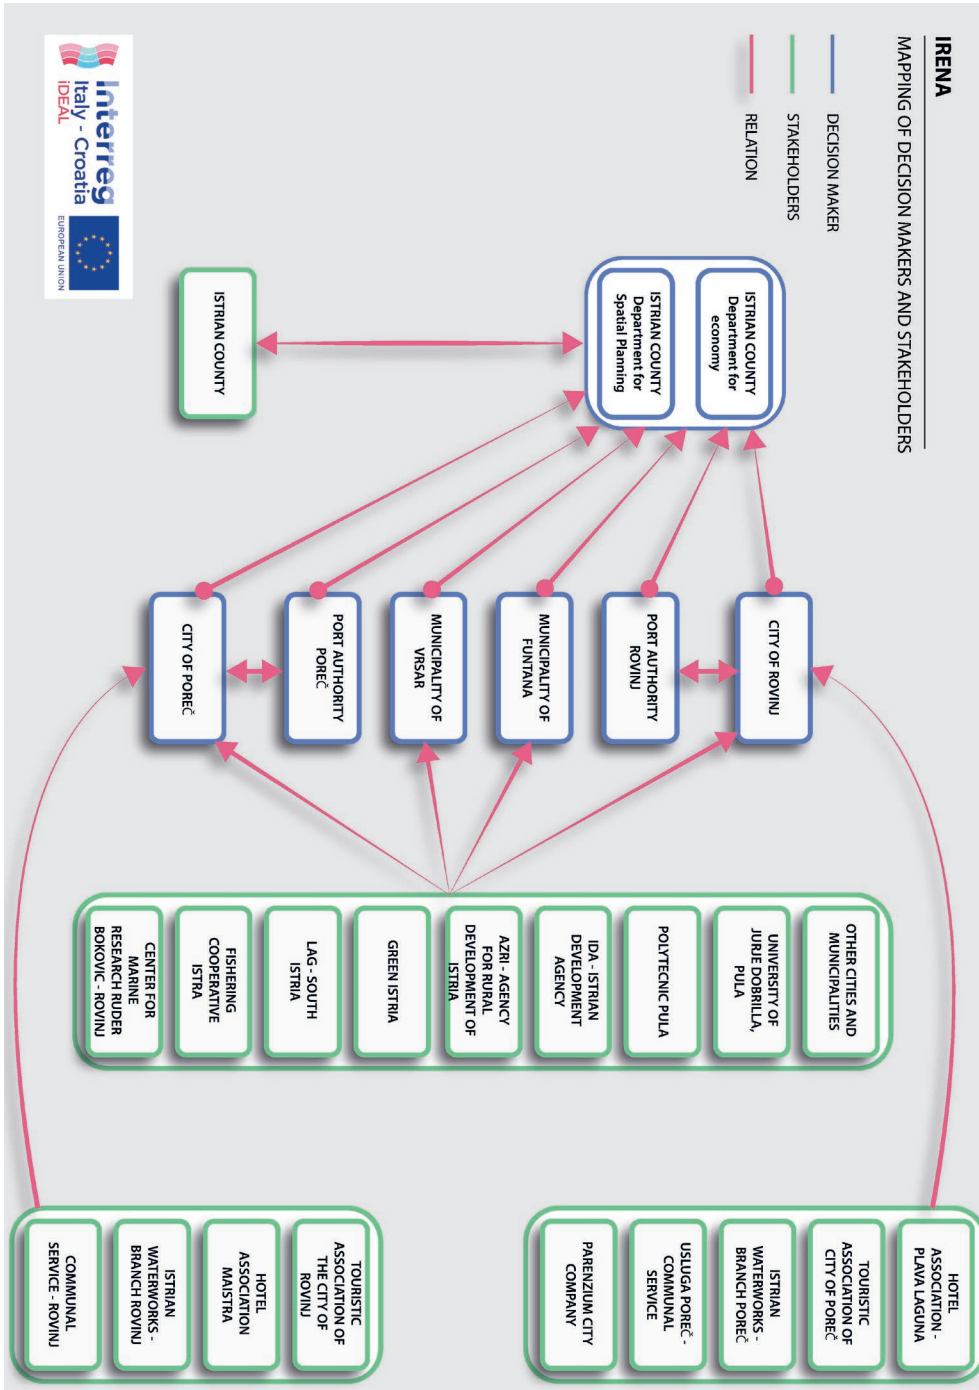 IRENA
MAPPING OF DECISION MAKERS AND STAKEHOLDERS
DECISION MAKER
STAKEHOLDERS
RELATION
ISTRIAN COUNTY
Department for
economy
ISTRIAN COUNTY
Department for
Spatial Planning
ISTRIAN COUNTY
CITY OF ROVINJ
PORT AUTHORITY
ROVINJ
MUNICIPALITY OF
FUNTANA
MUNICIPALITY OF
VRSAR
PORT AUTHORITY
POREČ
CITY OF POREČ
OTHER CITIES AND
MUNICIPALITIES
UNIVERSITY OF
JURJE DOBRILLA,
PULA
POLYTECNIC PULA
IDA - ISTRIAN
DEVELOPMENT
AGENCY
AZRI - AGENCY
FOR RURAL
DEVELOPMENT OF
ISTRIA
GREEN ISTRIA
LAG - SOUTH
ISTRIA
FISHERING
COOPERATIVE
ISTRA
CENTER FOR
MARINE
RESEARCH RUDER
BOKOVIC - ROVINJ
HOTEL
ASSOCIATION -
PLAVA LAGUNA
TOURISTIC
ASSOCIATION OF
CITY OF POREČ
ISTRIAN
WATERWORKS -
BRANCH POREČ
USLUGA POREČ -
COMMUNAL
SERVICE
PARENZIUM CITY
COMPANY
TOURISTIC
ASSOCIATION OF
THE CITY OF
ROVINJ
HOTEL
ASSOCIATION
MAISTRA
ISTRIAN
WATERWORKS -
BRANCH ROVINJ
COMMUNAL
SERVICE - ROVINJ
Interreg
Italy - Croatia
iDEAL
EUROPEAN UNION